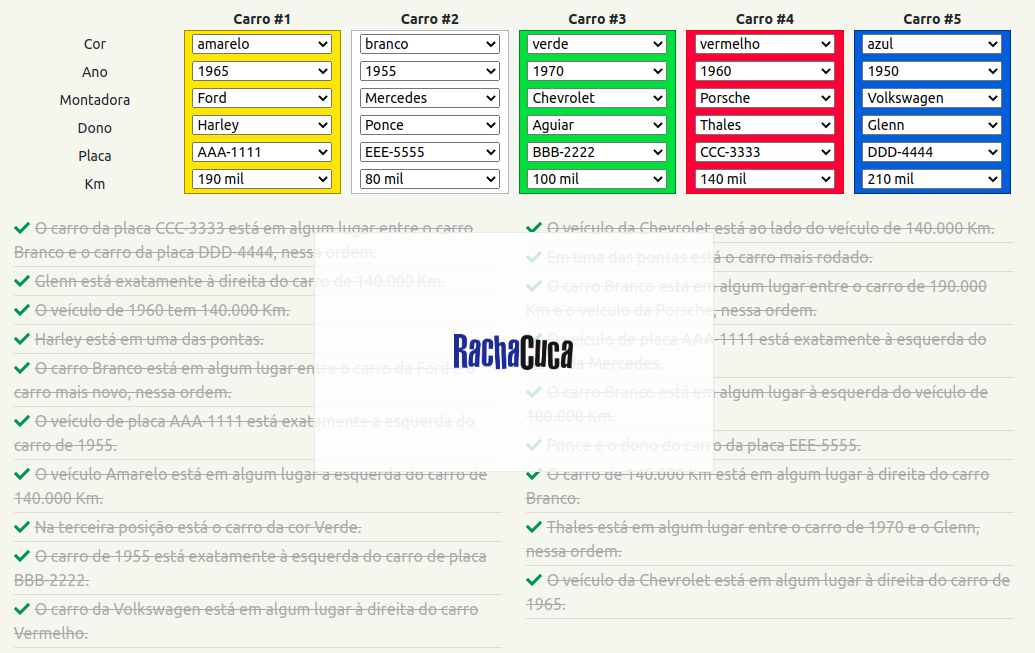 Carro #1 Carro #2 Carro #3 Carro #4 Carro #5
Cor amarelo branco verde vermelho azul
Ano 1965 1955 1970 1960 1950
Montadora Ford Mercedes Chevrolet Porsche Volkswagen
Dono Harley Ponce Aguiar Thales Glenn
Placa AAA-1111 EEE-5555 BBB-2222 CCC-3333 DDD-4444
Km 190 mil 80 mil 100 mil 140 mil 210 mil
O carro da placa CCC-3333 está em algum lugar entre o carro
Branco e o carro da placa DDD-4444, nessa ordem.
Glenn está exatamente à direita do carro de 140.000 Km.
O veículo de 1960 tem 140.000 Km.
Harley está em uma das pontas.
O carro Branco está em algum lugar entre o carro da Ford e o
carro mais novo, nessa ordem.
O veículo de placa AAA-1111 está exatamente à esquerda do
carro de 1955.
O veículo Amarelo está em algum lugar à esquerda do carro de
140.000 Km.
Na terceira posição está o carro da cor Verde.
O carro de 1955 está exatamente à esquerda do carro de placa
BBB-2222.
O carro da Volkswagen está em algum lugar à direita do carro
Vermelho.
O veículo da Chevrolet está ao lado do veículo de 140.000 Km.
Em uma das pontas está o carro mais rodado.
O carro Branco está em algum lugar entre o carro de 190.000
Km e o veículo da Porsche, nessa ordem.
O veículo de placa AAA-1111 está exatamente à esquerda do
da Mercedes.
O carro Branco está em algum lugar à esquerda do veículo de
100.000 Km.
Ponce é o dono do carro da placa EEE-5555.
O carro de 140.000 Km está em algum lugar à direita do carro
Branco.
Thales está em algum lugar entre o carro de 1970 e o Glenn,
nessa ordem.
O veículo da Chevrolet está em algum lugar à direita do carro de
1965.
RachaCuca